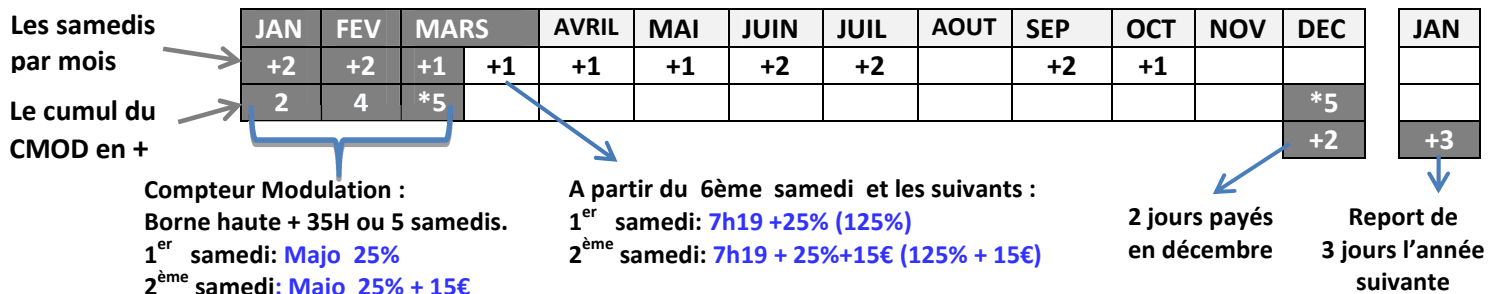 Les samedis par mois
JAN FEV MARS AVRIL MAI JUIN JUIL AOUT SEP OCT NOV DEC JAN
+2 +2 +1 +1 +1 +1 +2 +2 +2 +1
Le cumul du CMOD en +
2 4 *5 *5
+2 +3
Compteur Modulation :
Borne haute + 35H ou 5 samedis.
1er samedi: Majo 25%
2ème samedi: Majo 25% + 15€
A partir du 6ème samedi et les suivants :
1er samedi: 7h19 +25% (125%)
2ème samedi: 7h19 + 25%+15€ (125% + 15€)
2 jours payés
en décembre
Report de
3 jours l’année
suivante